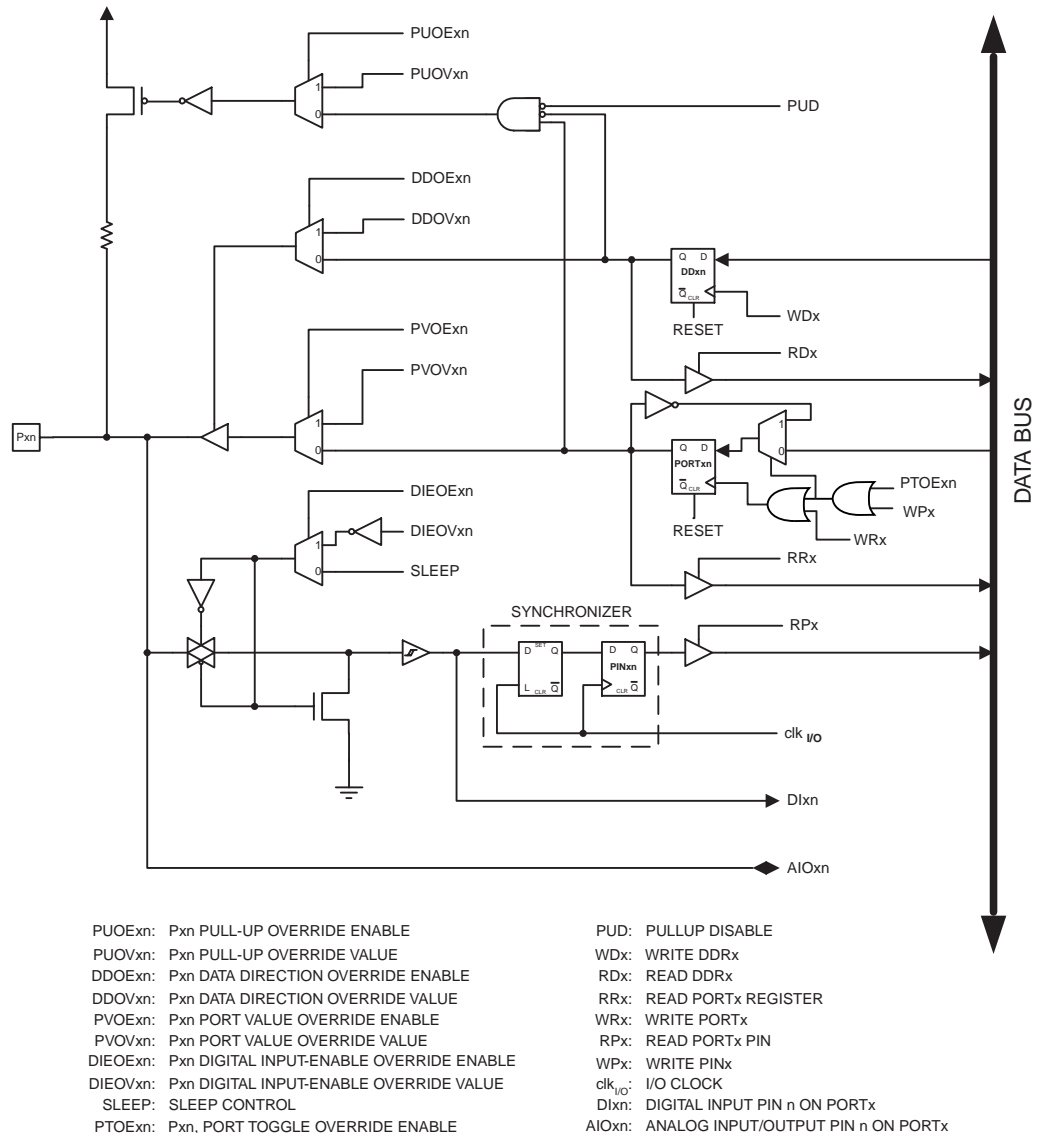 PUOExn
PUOVxn
1
0
PUD
DDOExn
DDOVxn
1
0
Q D
DDxn
Q CLR
WDx
RESET
RDx
PVOExn
PVOVxn
Pxn
1
0
1
0
Q D
PORTxn
Q CLR
PTOExn
WPx
RESET
WRx
RRx
DATA BUS
DIEOExn
DIEOVxn
1
0
SLEEP
SYNCHRONIZER
RPx
D SET Q
L CLR Q
D Q
PINxn
CLR Q
clk I/O
DIxn
AIOxn
PUOExn: Pxn PULL-UP OVERRIDE ENABLE
PUOVxn: Pxn PULL-UP OVERRIDE VALUE
DDOExn: Pxn DATA DIRECTION OVERRIDE ENABLE
DDOVxn: Pxn DATA DIRECTION OVERRIDE VALUE
PVOExn: Pxn PORT VALUE OVERRIDE ENABLE
PVOVxn: Pxn PORT VALUE OVERRIDE VALUE
DIEOExn: Pxn DIGITAL INPUT-ENABLE OVERRIDE ENABLE
DIEOVxn: Pxn DIGITAL INPUT-ENABLE OVERRIDE VALUE
SLEEP: SLEEP CONTROL
PTOExn: Pxn, PORT TOGGLE OVERRIDE ENABLE
PUD: PULLUP DISABLE
WDx: WRITE DDRx
RDx: READ DDRx
RRx: READ PORTx REGISTER
WRx: WRITE PORTx
RPx: READ PORTx PIN
WPx: WRITE PINx
clk I/O: I/O CLOCK
DIxn: DIGITAL INPUT PIN n ON PORTx
AIOxn: ANALOG INPUT/OUTPUT PIN n ON PORTx